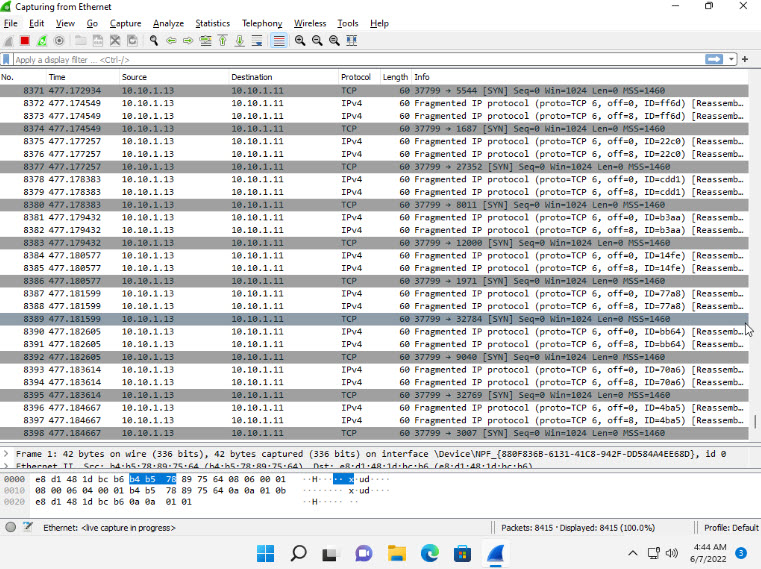 Capturing from Ethernet
File Edit View Go Capture Analyze Statistics Telephony Wireless Tools Help
Apply a display filter ... <Ctrl-/>
No. Time Source Destination Protocol Length Info
8371 477.172934 10.10.1.13 10.10.1.11 TCP 60 37799 → 5544 [SYN] Seq=0 Win=1024 Len=0 MSS=1460
8372 477.174549 10.10.1.13 10.10.1.11 IPv4 60 Fragmented IP protocol (proto=TCP 6, off=0, ID=ff6d) [Reassemb…
8373 477.174549 10.10.1.13 10.10.1.11 IPv4 60 Fragmented IP protocol (proto=TCP 6, off=8, ID=ff6d) [Reassemb…
8374 477.174549 10.10.1.13 10.10.1.11 TCP 60 37799 → 1687 [SYN] Seq=0 Win=1024 Len=0 MSS=1460
8375 477.177257 10.10.1.13 10.10.1.11 IPv4 60 Fragmented IP protocol (proto=TCP 6, off=0, ID=22c0) [Reassemb…
8376 477.177257 10.10.1.13 10.10.1.11 IPv4 60 Fragmented IP protocol (proto=TCP 6, off=8, ID=22c0) [Reassemb…
8377 477.177257 10.10.1.13 10.10.1.11 TCP 60 37799 → 27352 [SYN] Seq=0 Win=1024 Len=0 MSS=1460
8378 477.178383 10.10.1.13 10.10.1.11 IPv4 60 Fragmented IP protocol (proto=TCP 6, off=0, ID=cdd1) [Reassemb…
8379 477.178383 10.10.1.13 10.10.1.11 IPv4 60 Fragmented IP protocol (proto=TCP 6, off=8, ID=cdd1) [Reassemb…
8380 477.178383 10.10.1.13 10.10.1.11 TCP 60 37799 → 8011 [SYN] Seq=0 Win=1024 Len=0 MSS=1460
8381 477.179432 10.10.1.13 10.10.1.11 IPv4 60 Fragmented IP protocol (proto=TCP 6, off=0, ID=b3aa) [Reassemb…
8382 477.179432 10.10.1.13 10.10.1.11 IPv4 60 Fragmented IP protocol (proto=TCP 6, off=8, ID=b3aa) [Reassemb…
8383 477.179432 10.10.1.13 10.10.1.11 TCP 60 37799 → 12000 [SYN] Seq=0 Win=1024 Len=0 MSS=1460
8384 477.180577 10.10.1.13 10.10.1.11 IPv4 60 Fragmented IP protocol (proto=TCP 6, off=0, ID=14fe) [Reassemb…
8385 477.180577 10.10.1.13 10.10.1.11 IPv4 60 Fragmented IP protocol (proto=TCP 6, off=8, ID=14fe) [Reassemb…
8386 477.180577 10.10.1.13 10.10.1.11 TCP 60 37799 → 1971 [SYN] Seq=0 Win=1024 Len=0 MSS=1460
8387 477.181599 10.10.1.13 10.10.1.11 IPv4 60 Fragmented IP protocol (proto=TCP 6, off=0, ID=77a8) [Reassemb…
8388 477.181599 10.10.1.13 10.10.1.11 IPv4 60 Fragmented IP protocol (proto=TCP 6, off=8, ID=77a8) [Reassemb…
8389 477.181599 10.10.1.13 10.10.1.11 TCP 60 37799 → 32784 [SYN] Seq=0 Win=1024 Len=0 MSS=1460
8390 477.182605 10.10.1.13 10.10.1.11 IPv4 60 Fragmented IP protocol (proto=TCP 6, off=0, ID=bb64) [Reassemb…
8391 477.182605 10.10.1.13 10.10.1.11 IPv4 60 Fragmented IP protocol (proto=TCP 6, off=8, ID=bb64) [Reassemb…
8392 477.182605 10.10.1.13 10.10.1.11 TCP 60 37799 → 9040 [SYN] Seq=0 Win=1024 Len=0 MSS=1460
8393 477.183614 10.10.1.13 10.10.1.11 IPv4 60 Fragmented IP protocol (proto=TCP 6, off=0, ID=70a6) [Reassemb…
8394 477.183614 10.10.1.13 10.10.1.11 IPv4 60 Fragmented IP protocol (proto=TCP 6, off=8, ID=70a6) [Reassemb…
8395 477.183614 10.10.1.13 10.10.1.11 TCP 60 37799 → 32769 [SYN] Seq=0 Win=1024 Len=0 MSS=1460
8396 477.184667 10.10.1.13 10.10.1.11 IPv4 60 Fragmented IP protocol (proto=TCP 6, off=0, ID=4ba5) [Reassemb…
8397 477.184667 10.10.1.13 10.10.1.11 IPv4 60 Fragmented IP protocol (proto=TCP 6, off=8, ID=4ba5) [Reassemb…
8398 477.184667 10.10.1.13 10.10.1.11 TCP 60 37799 → 3007 [SYN] Seq=0 Win=1024 Len=0 MSS=1460
Frame 1: 42 bytes on wire (336 bits), 42 bytes captured (336 bits) on interface \Device\NPF_{880F836B-6131-41C8-942F-DD584AA4EE68D}, id 0
Ethernet II, Src: b4:b5:78:89:75:64 (b4:b5:78:89:75:64), Dst: e8:d1:48:1d:bc:b6 (e8:d1:48:1d:bc:b6)
0000 e8 d1 48 1d bc b6 b4 b5 78 89 75 64 08 06 00 01 ··H····· x·ud····
0010 08 00 06 04 00 01 b4 b5 78 89 75 64 0a 0a 01 0b ········ x·ud····
0020 e8 d1 48 1d bc b6 0a 0a 01 01 ··H····· ··
Ethernet: <live capture in progress> Packets: 8415 · Displayed: 8415 (100.0%) Profile: Default
4:44 AM
6/7/2022
3